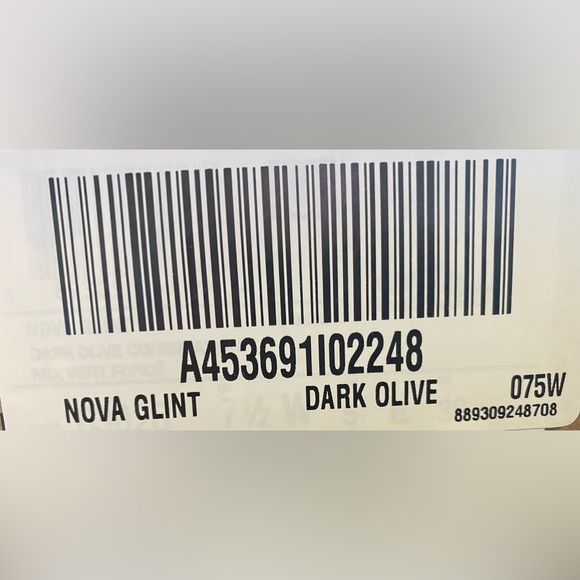 A453691I02248
NOVA GLINT DARK OLIVE 075W
889309248708